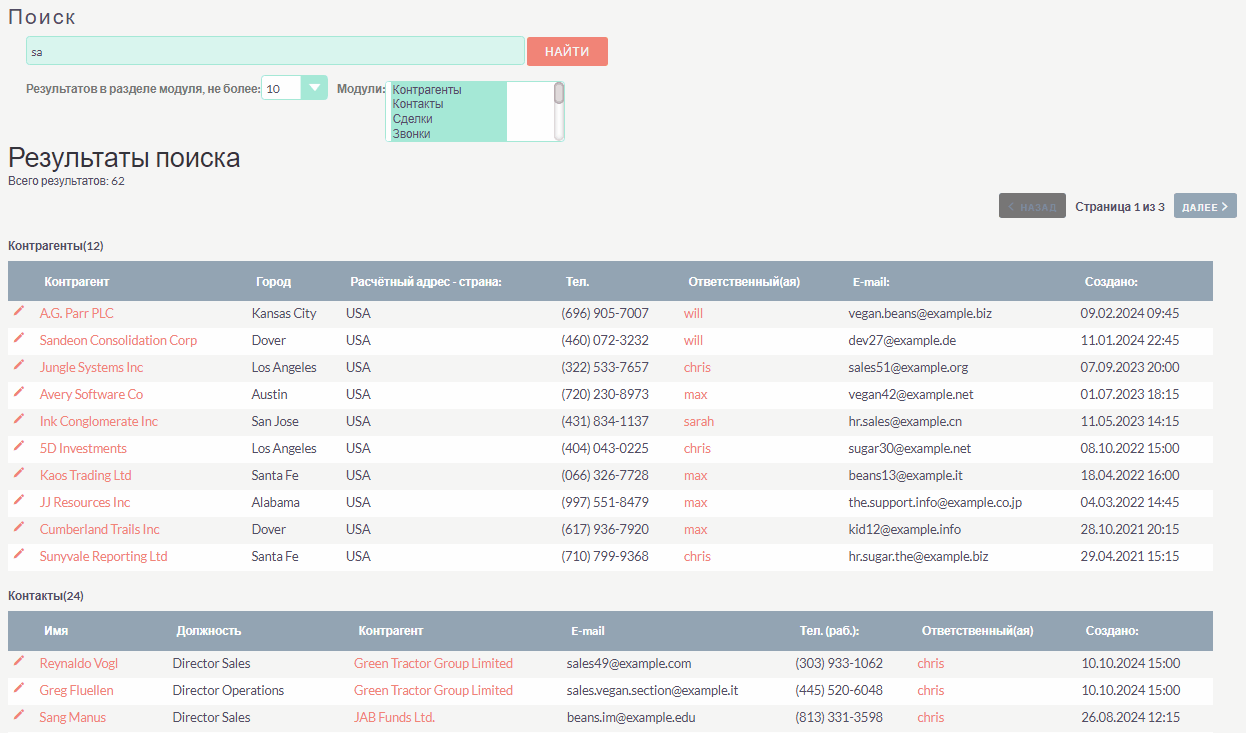 Поиск
sa НАЙТИ
Результатов в разделе модуля, не более: 10 Модули: Контрагенты
Контакты
Сделки
Звонки
Результаты поиска
Всего результатов: 62
НАЗАД Страница 1 из 3 ДАЛЕЕ
Контрагенты(12)
Контрагент Город Расчётный адрес - страна: Тел. Ответственный(ая) E-mail: Создано:
A.G. Parr PLC Kansas City USA (696) 905-7007 will vegan.beans@example.biz 09.02.2024 09:45
Sandeon Consolidation Corp Dover USA (460) 072-3232 will dev27@example.de 11.01.2024 22:45
Jungle Systems Inc Los Angeles USA (322) 533-7657 chris sales51@example.org 07.09.2023 20:00
Avery Software Co Austin USA (720) 230-8973 max vegan42@example.net 01.07.2023 18:15
Ink Conglomerate Inc San Jose USA (431) 834-1137 sarah hr.sales@example.cn 11.05.2023 14:15
5D Investments Los Angeles USA (404) 043-0225 chris sugar30@example.net 08.10.2022 15:00
Kaos Trading Ltd Santa Fe USA (066) 326-7728 max beans13@example.it 18.04.2022 16:00
JJ Resources Inc Alabama USA (997) 551-8479 max the.support.info@example.co.jp 04.03.2022 14:45
Cumberland Trails Inc Dover USA (617) 936-7920 max kid12@example.info 28.10.2021 20:15
Sunyvale Reporting Ltd Santa Fe USA (710) 799-9368 chris hr.sugar.the@example.biz 29.04.2021 15:15
Контакты(24)
Имя Должность Контрагент E-mail Тел. (раб.): Ответственный(ая) Создано:
Reynaldo Vogl Director Sales Green Tractor Group Limited sales49@example.com (303) 933-1062 chris 10.10.2024 15:00
Greg Fluellen Director Operations Green Tractor Group Limited sales.vegan.section@example.it (445) 520-6048 chris 10.10.2024 15:00
Sang Manus Director Sales JAB Funds Ltd. beans.im@example.edu (813) 331-3598 chris 26.08.2024 12:15